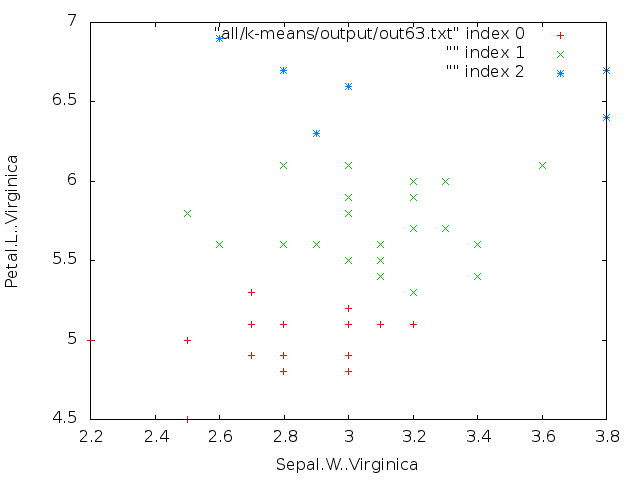 7
"all/k-means/output/out63.txt" index 0
"" index 1
"" index 2
6.5
6
5.5
5
4.5
Petal.L..Virginica
2.2 2.4 2.6 2.8 3 3.2 3.4 3.6 3.8
Sepal.W..Virginica